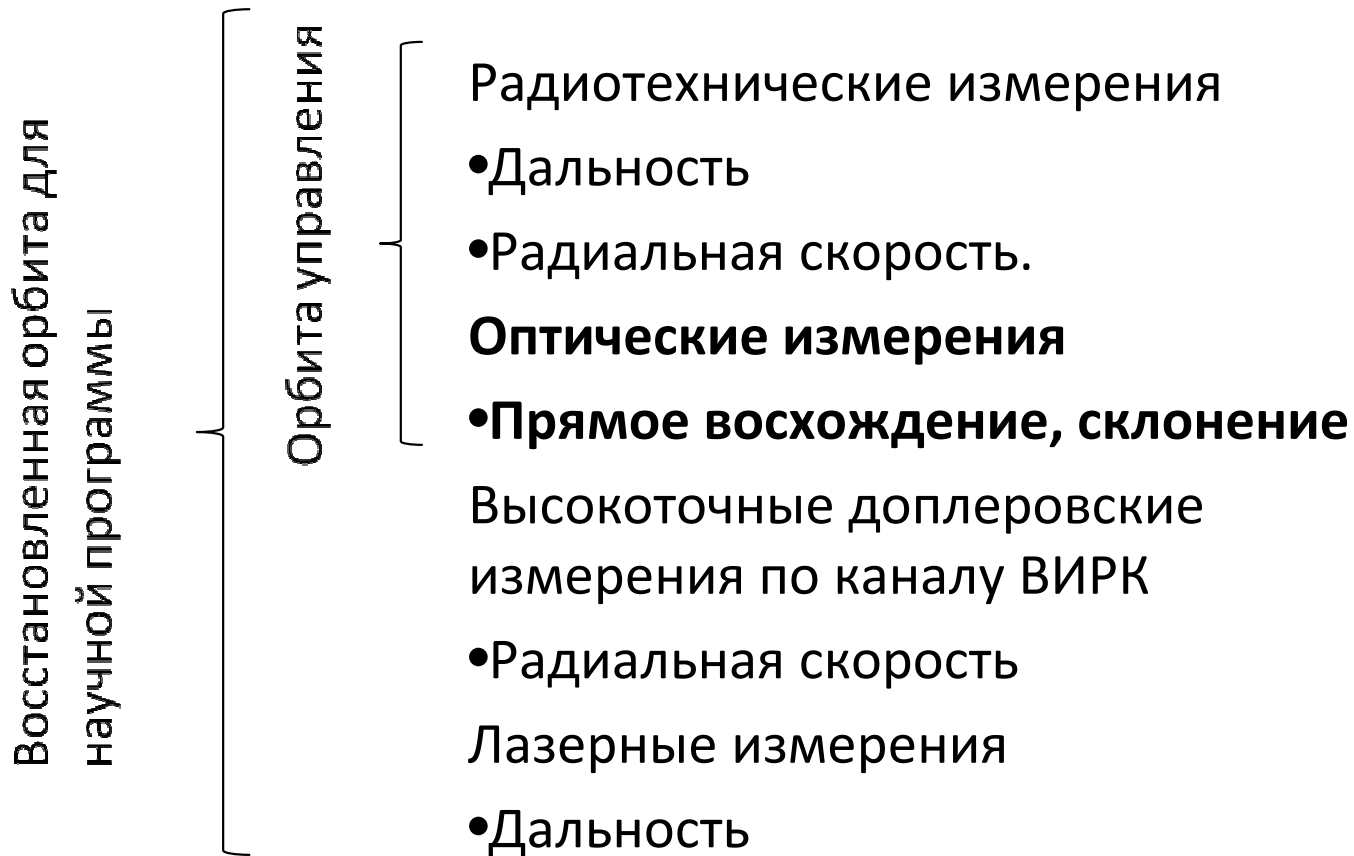 Восстановленная орбита для
научной программы
Орбита управления
Радиотехнические измерения
•Дальность
•Радиальная скорость.
Оптические измерения
•Прямое восхождение, склонение
Высокоточные доплеровские
измерения по каналу ВИРК
•Радиальная скорость
Лазерные измерения
•Дальность